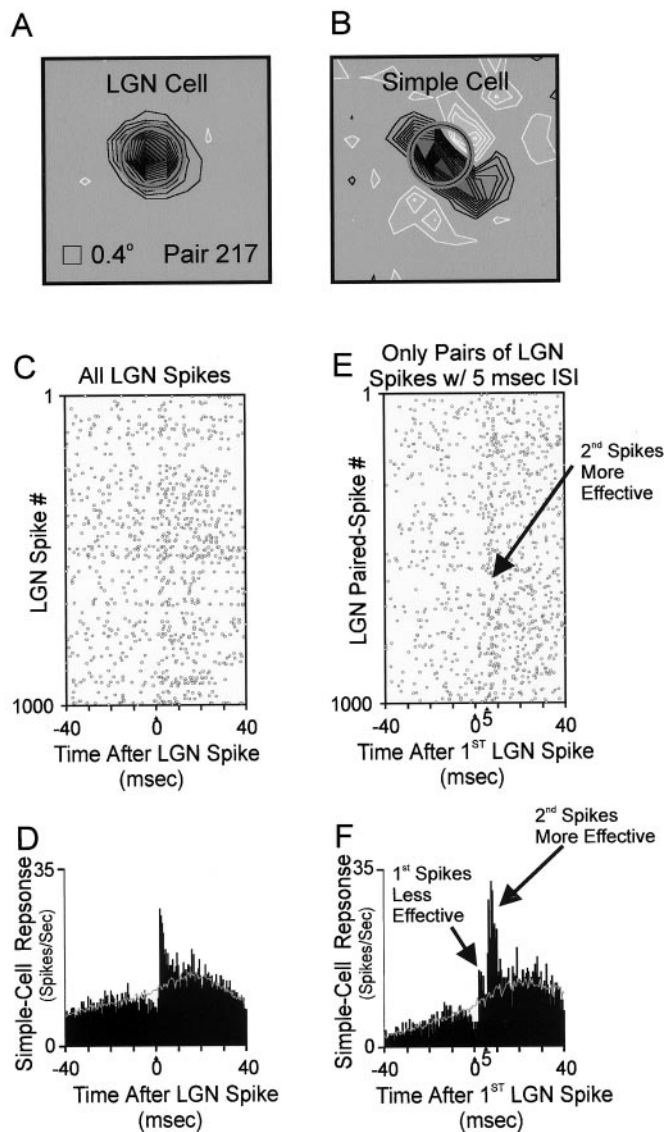 A
B
LGN Cell
Simple Cell
0.4°
Pair 217
C
All LGN Spikes
E
Only Pairs of LGN
Spikes w/ 5 msec ISI
1
LGN Spike #
1000
-40
0
40
Time After LGN Spike
(msec)
1
LGN Paired-Spike #
1000
2nd Spikes
More
Effective
-40
0
5
40
Time After 1ST LGN Spike
(msec)
D
35
Simple-Cell Repsonse
(Spikes/Sec)
0
-40
0
40
Time After LGN Spike
(msec)
F
35
Simple-Cell Repsonse
(Spikes/Sec)
0
1st Spikes
Less
Effective
2nd Spikes
More Effective
-40
0
5
40
Time After 1ST LGN Spike
(msec)